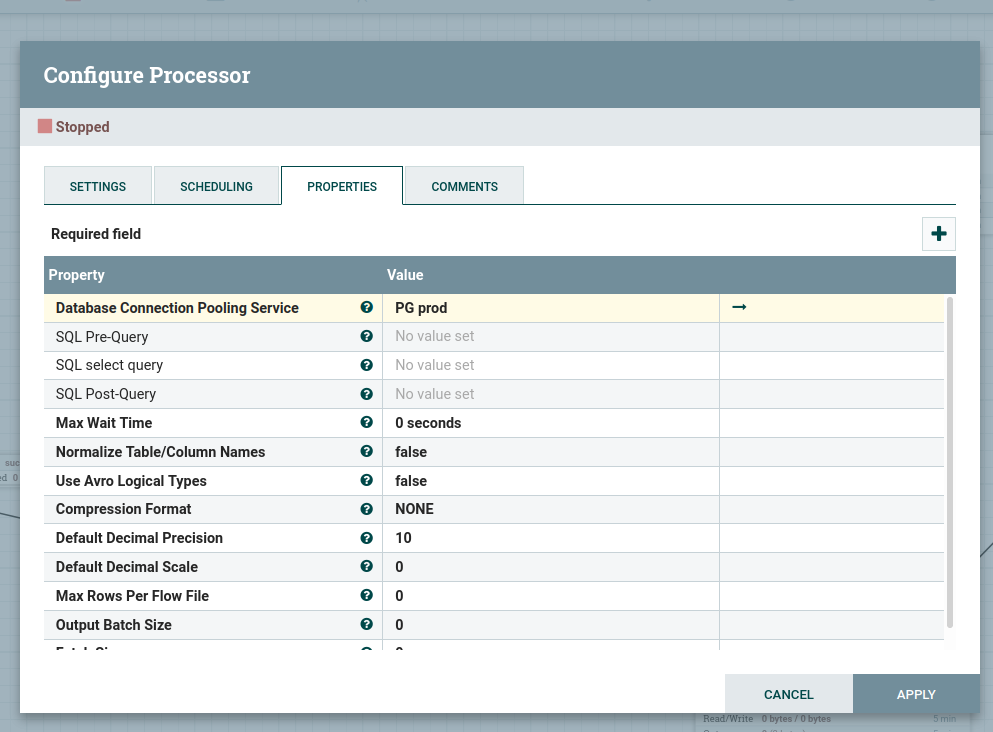 Configure Processor
Stopped
SETTINGS SCHEDULING PROPERTIES COMMENTS
Required field
Property Value
Database Connection Pooling Service PG prod
SQL Pre-Query No value set
SQL select query No value set
SQL Post-Query No value set
Max Wait Time 0 seconds
Normalize Table/Column Names false
Use Avro Logical Types false
Compression Format NONE
Default Decimal Precision 10
Default Decimal Scale 0
Max Rows Per Flow File 0
Output Batch Size 0
CANCEL APPLY
Read/Write 0 bytes / 0 bytes 5 min